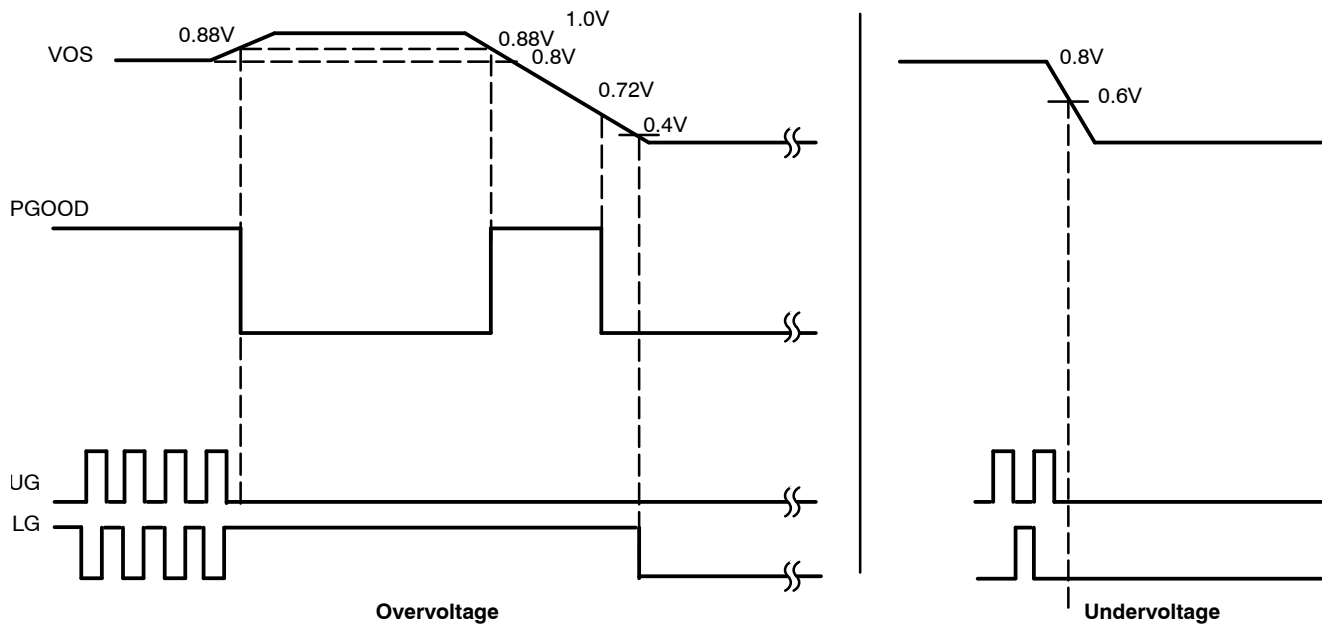 1.0V
0.88V
0.88V
VOS
0.8V
0.8V
0.72V
0.6V
0.4V
PGOOD
UG
LG
Overvoltage
Undervoltage